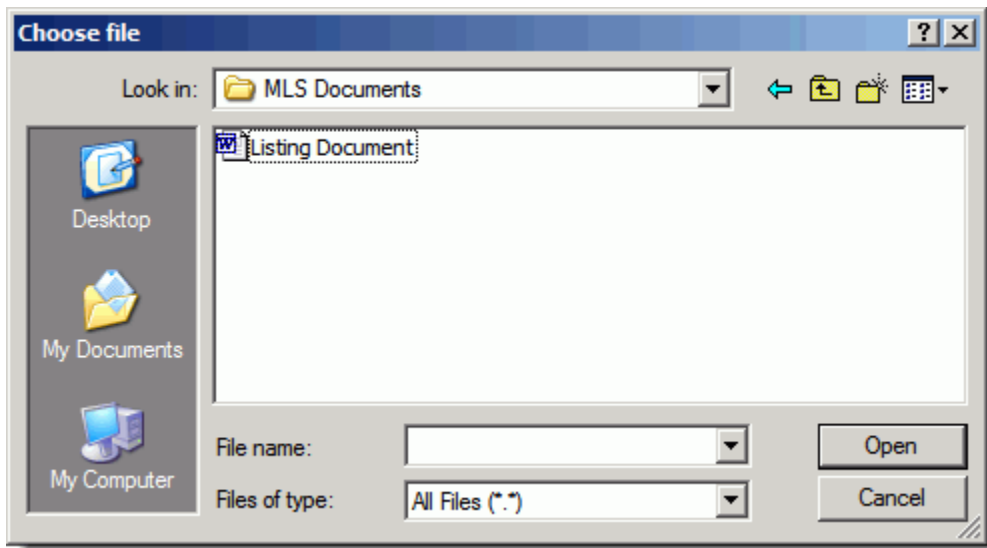 Choose file
Look in: MLS Documents
Listing Document
Desktop
My Documents
My Computer
File name:
Open
Files of type: All Files (*.*)
Cancel